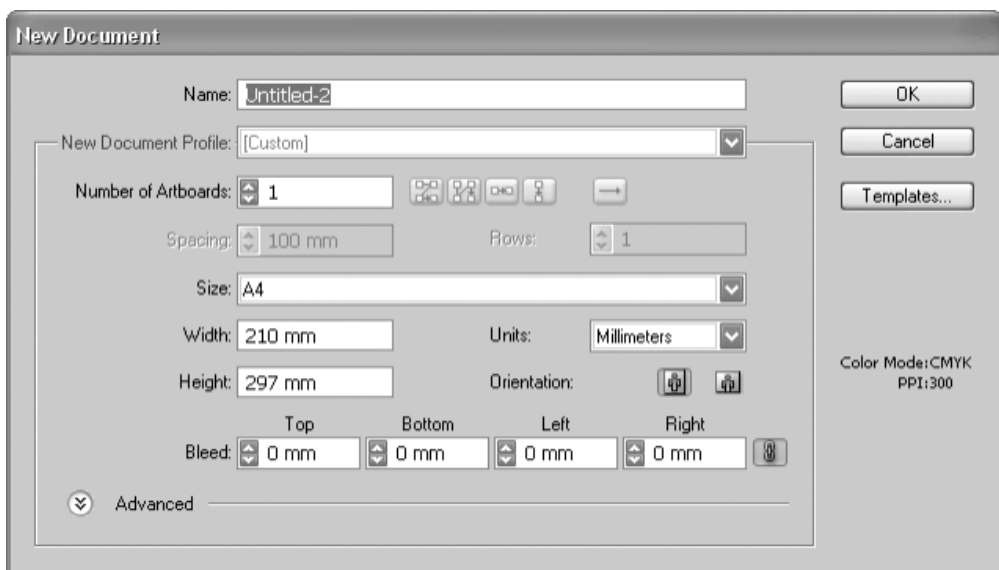 New Document
Name: Untitled-2
OK
New Document Profile: [Custom]
Cancel
Number of Artboards: 1
Templates...
Spacing: 100 mm Rows: 1
Size: A4
Width: 210 mm Units: Millimeters
Color Mode:CMYK
PPI:300
Height: 297 mm Orientation:
Top Bottom Left Right
Bleed: 0 mm 0 mm 0 mm 0 mm
Advanced